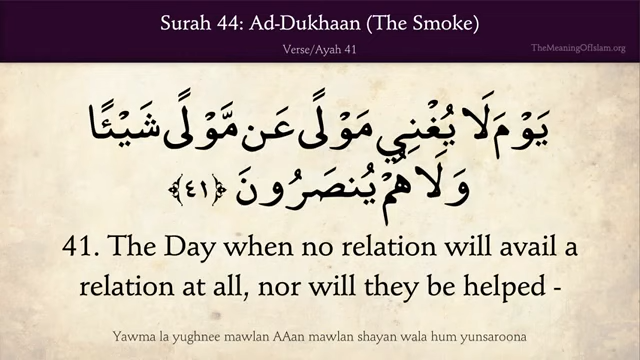 Surah 44: Ad-Dukhaan (The Smoke)
Verse/Ayah 41
TheMeaningOfIslam.org
يَوْمَ لَا يُغْنِي مَوْلًى عَن مَّوْلًى شَيْئًا
وَلَا هُمْ يُنصَرُونَ ﴿٤١﴾
41. The Day when no relation will avail a
relation at all, nor will they be helped -
Yawma la yughnee mawlan AAan mawlan shayan wala hum yunsaroona